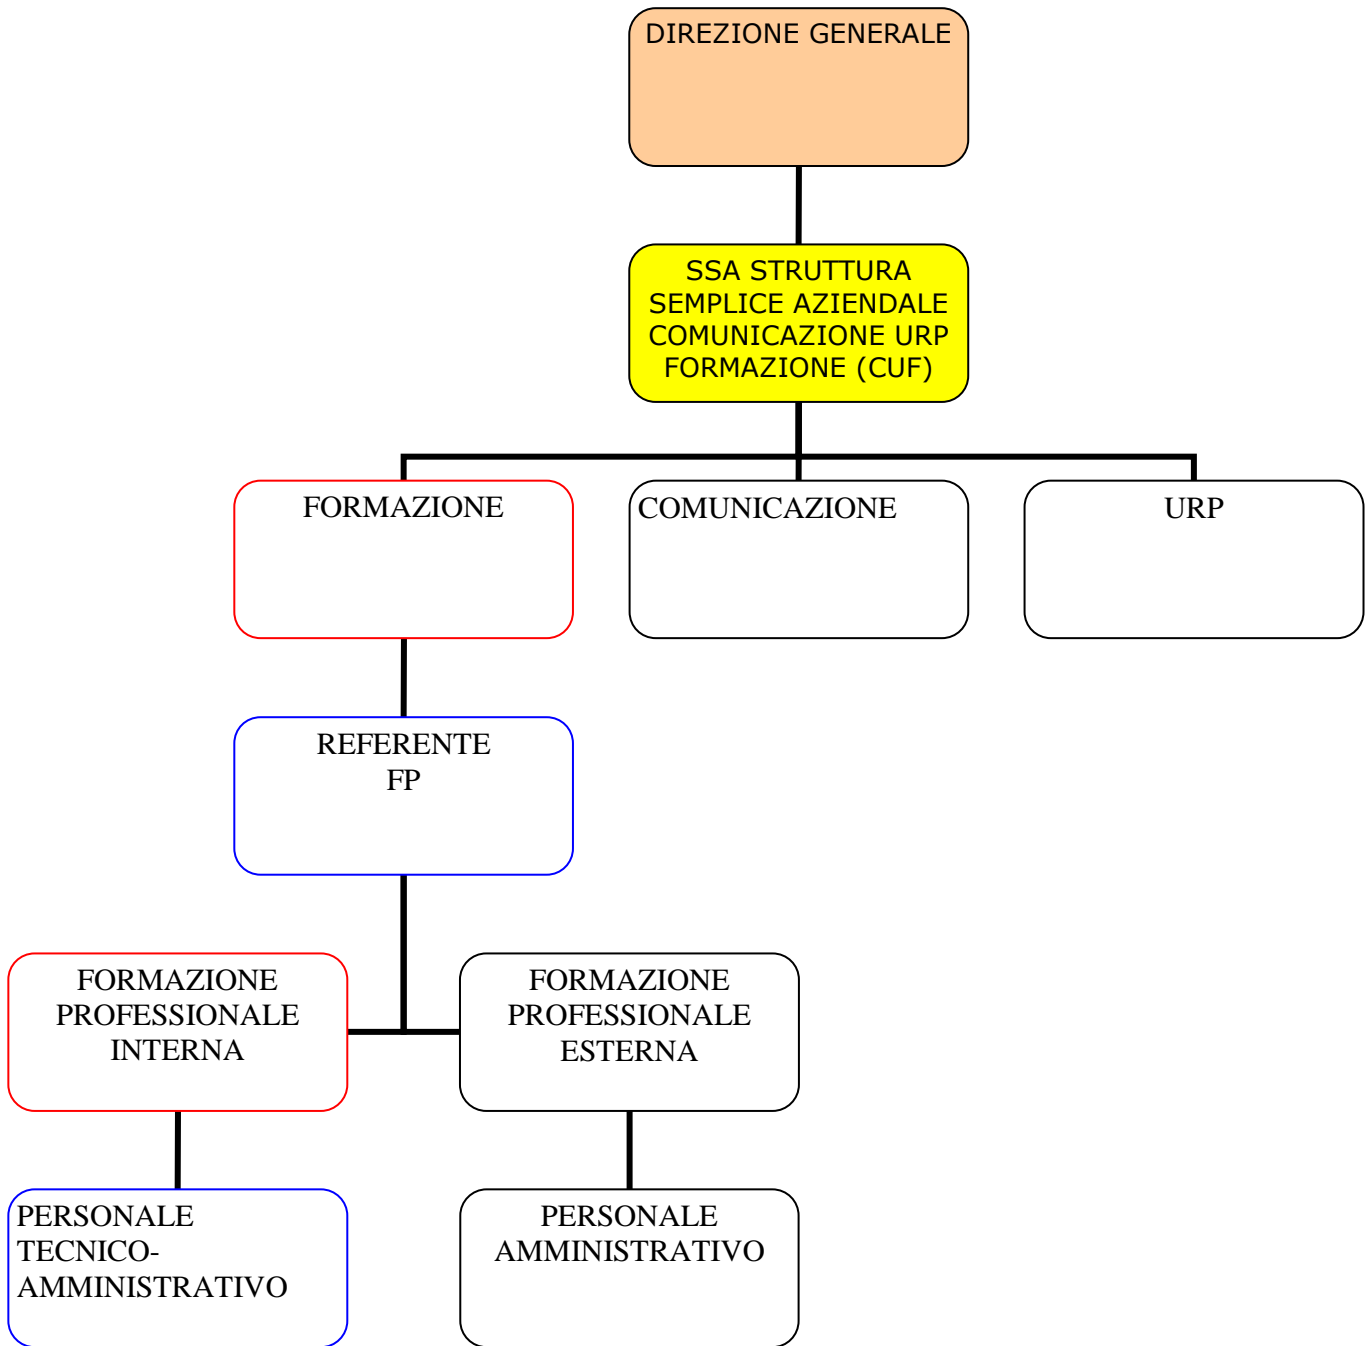 DIREZIONE GENERALE
SSA STRUTTURA
SEMPLICE AZIENDALE
COMUNICAZIONE URP
FORMAZIONE (CUF)
FORMAZIONE
COMUNICAZIONE
URP
REFERENTE
FP
FORMAZIONE
PROFESSIONALE
INTERNA
FORMAZIONE
PROFESSIONALE
ESTERNA
PERSONALE
TECNICO-
AMMINISTRATIVO
PERSONALE
AMMINISTRATIVO